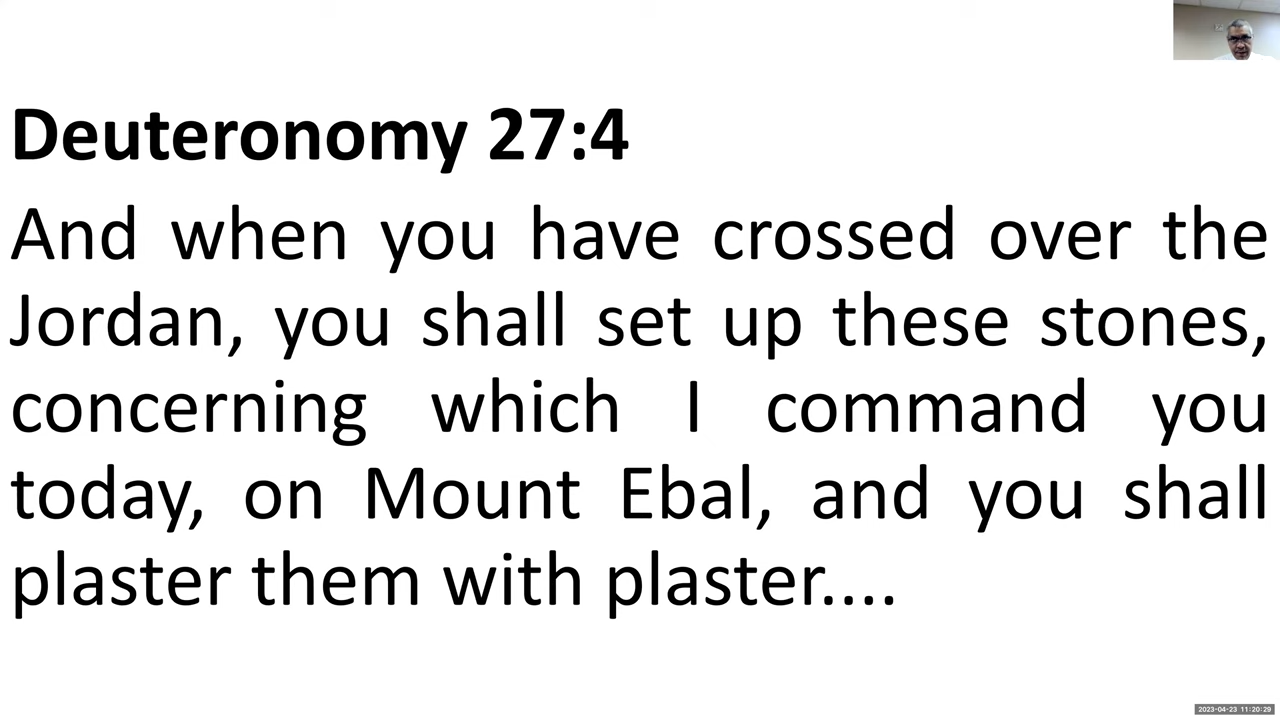 Deuteronomy 27:4
And when you have crossed over the
Jordan, you shall set up these stones,
concerning which I command you
today, on Mount Ebal, and you shall
plaster them with plaster....
2023-04-23 11:20:29